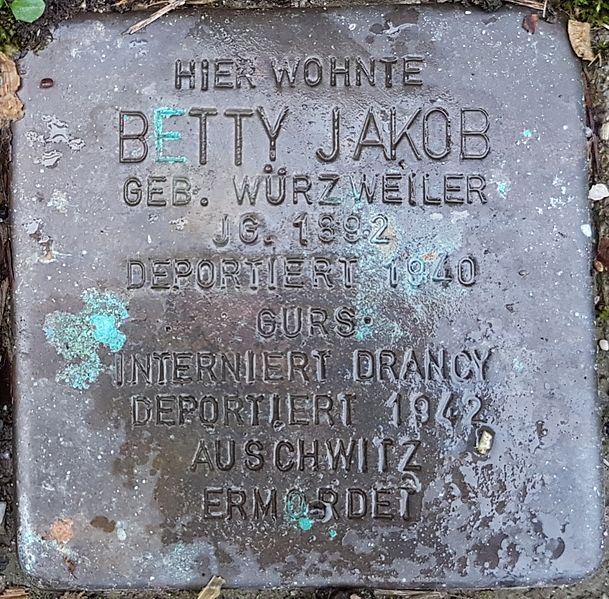 HIER WOHNTE
BETTY JAKOB
GEB. WÜRZWEILER
JG. 1892
DEPORTIERT 1940
GURS
INTERNIERT DRANCY
DEPORTIERT 1942
AUSCHWITZ
ERMORDET